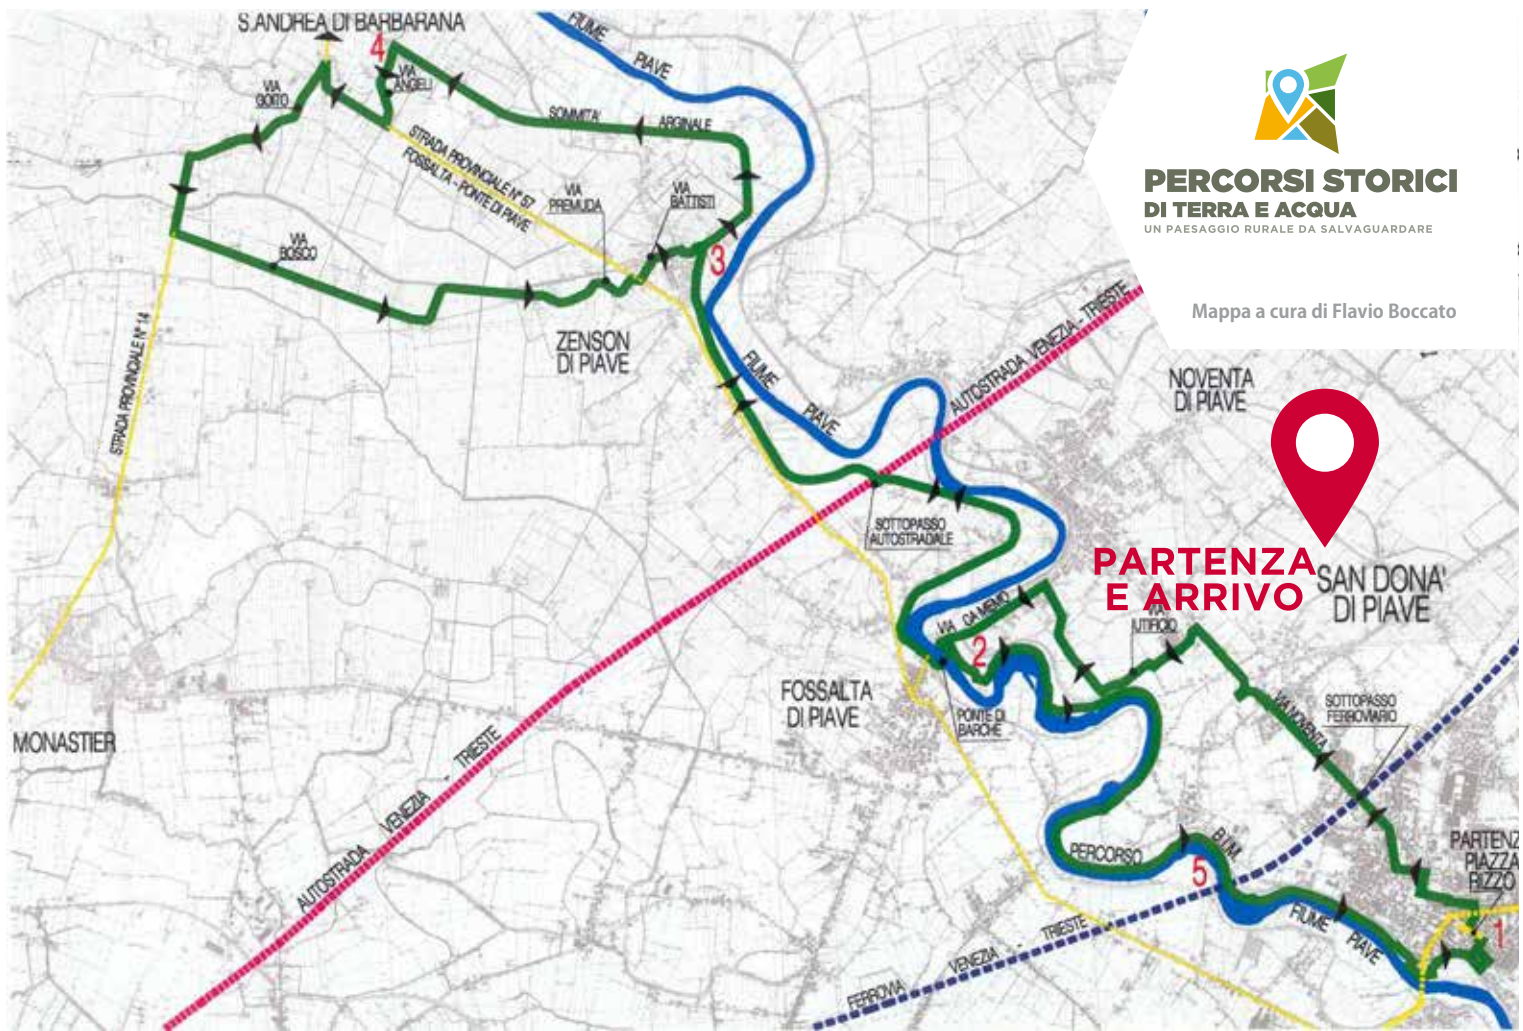 S.ANDREA DI BARBARANA
4
VIA
ANGELI
VIA
GOITO
FIUME
PIAVE
SOMMITA'
ARGINALE
STRADA PROVINCIALE N° 57
FOSSALTA - PONTE DI PIAVE
VIA
PREMUDA
VIA
BATTISTI
VIA
BOSCO
3
STRADA PROVINCIALE N° 14
ZENSON
DI PIAVE
FIUME
PIAVE
AUTOSTRADA VENEZIA - TRIESTE
PERCORSI STORICI
DI TERRA E ACQUA
UN PAESAGGIO RURALE DA SALVAGUARDARE
Mappa a cura di Flavio Boccato
NOVENTA
DI PIAVE
PARTENZA
E ARRIVO
SAN DONA'
DI PIAVE
SOTTOPASSO
AUTOSTRADALE
VIA CA MEMO
2
VIA
JUTIFICIO
FOSSALTA
DI PIAVE
PONTE DI
BARCHE
VIA NOVENTA
SOTTOPASSO
FERROVIARIO
MONASTIER
AUTOSTRADA VENEZIA - TRIESTE
PERCORSO
B.I.M.
5
PARTENZ
PIAZZA
RIZZO
1
FIUME
PIAVE
FERROVIA VENEZIA - TRIESTE